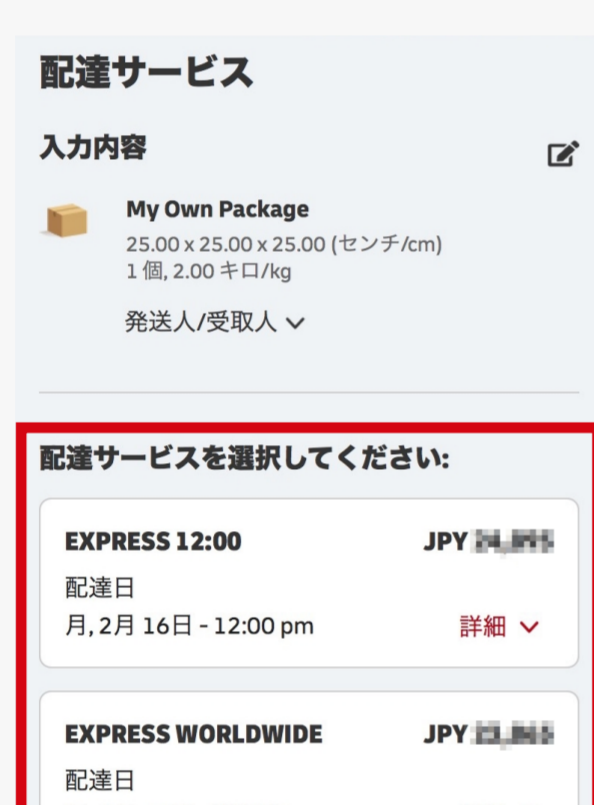 配達サービス
入力内容
My Own Package
25.00 x 25.00 x 25.00 (センチ/cm)
1 個, 2.00 キロ/kg
発送人/受取人
配達サービスを選択してください:
EXPRESS 12:00 JPY
配達日
月, 2月 16日 - 12:00 pm 詳細
EXPRESS WORLDWIDE JPY
配達日